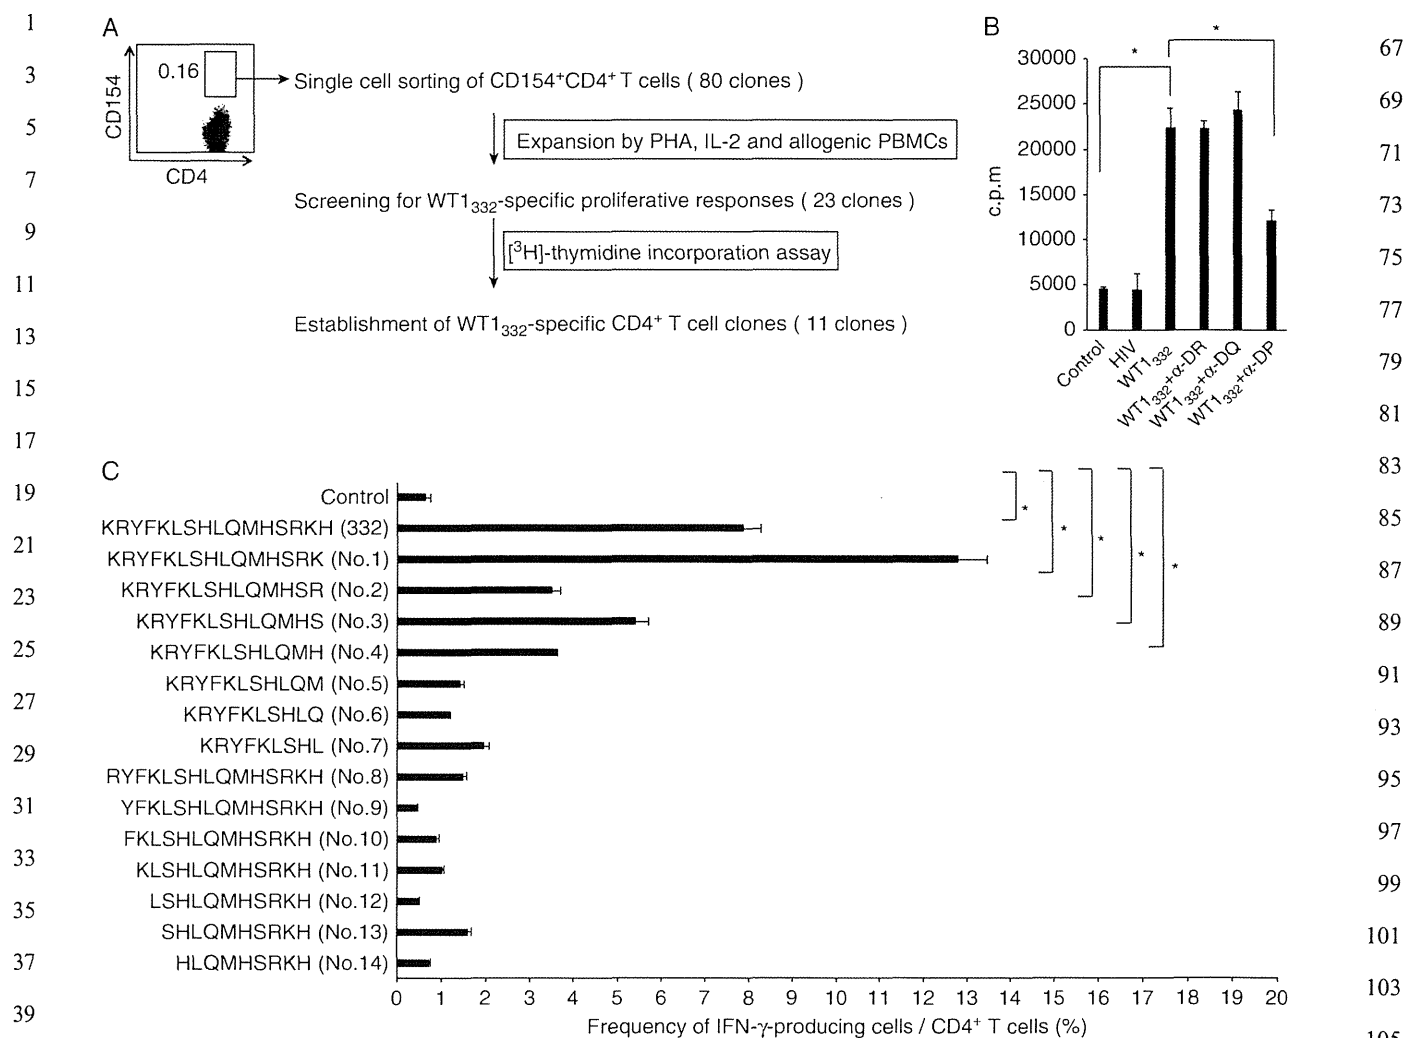 A
CD154
0.16
CD4
Single cell sorting of CD154+CD4+ T cells ( 80 clones )
Expansion by PHA, IL-2 and allogenic PBMCs
Screening for WT1332-specific proliferative responses ( 23 clones )
[3H]-thymidine incorporation assay
Establishment of WT1332-specific CD4+ T cell clones ( 11 clones )
B
*
*
c.p.m
30000
25000
20000
15000
10000
5000
0
Control
HIV
WT1332
WT1332+α-DR
WT1332+α-DQ
WT1332+α-DP
C
Control
KRYFKLSHLQMHSRKH (332)
KRYFKLSHLQMHSRK (No.1)
KRYFKLSHLQMHSR (No.2)
KRYFKLSHLQMHS (No.3)
KRYFKLSHLQMH (No.4)
KRYFKLSHLQM (No.5)
KRYFKLSHLQ (No.6)
KRYFKLSHL (No.7)
RYFKLSHLQMHSRKH (No.8)
YFKLSHLQMHSRKH (No.9)
FKLSHLQMHSRKH (No.10)
KLSHLQMHSRKH (No.11)
LSHLQMHSRKH (No.12)
SHLQMHSRKH (No.13)
HLQMHSRKH (No.14)
*
*
*
*
*
0 1 2 3 4 5 6 7 8 9 10 11 12 13 14 15 16 17 18 19 20
Frequency of IFN-γ-producing cells / CD4+ T cells (%)
1
3
5
7
9
11
13
15
17
19
21
23
25
27
29
31
33
35
37
39
67
69
71
73
75
77
79
81
83
85
87
89
91
93
95
97
99
101
103
105